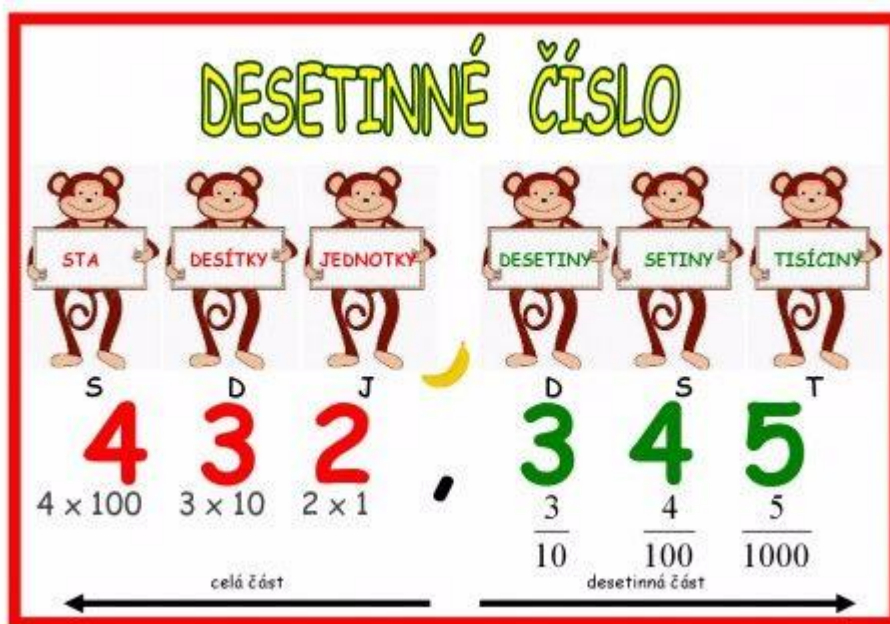 DESETINNÉ ČÍSLO
STA DESÍTKY JEDNOTKY DESETINY SETINY TISÍCINY
S D J D S T
4 3 2 , 3 4 5
4 x 100 3 x 10 2 x 1 3/10 4/100 5/1000
celá část desetinná část